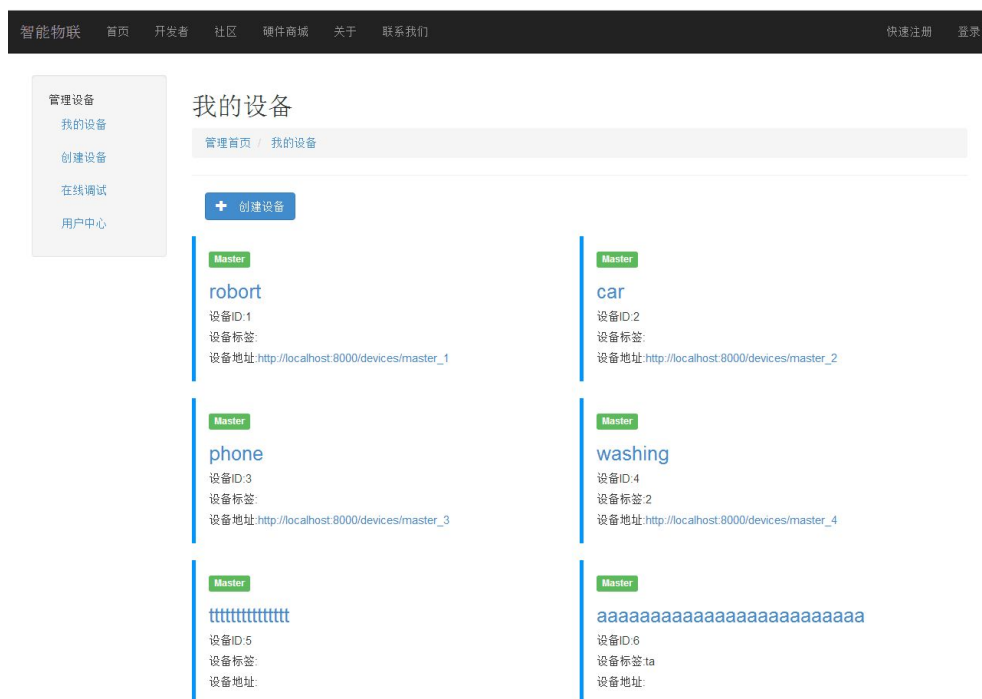 智能物联 首页 开发者 社区 硬件商城 关于 联系我们 快速注册 登录
管理设备
我的设备
创建设备
在线调试
用户中心
我的设备
管理首页 / 我的设备
+ 创建设备
Master
robort
设备ID:1
设备标签:
设备地址:http://localhost:8000/devices/master_1
Master
car
设备ID:2
设备标签:
设备地址:http://localhost:8000/devices/master_2
Master
phone
设备ID:3
设备标签:
设备地址:http://localhost:8000/devices/master_3
Master
washing
设备ID:4
设备标签:2
设备地址:http://localhost:8000/devices/master_4
Master
ttttttttttttttt
设备ID:5
设备标签:
设备地址:
Master
aaaaaaaaaaaaaaaaaaaaaaaaa
设备ID:6
设备标签:ta
设备地址: